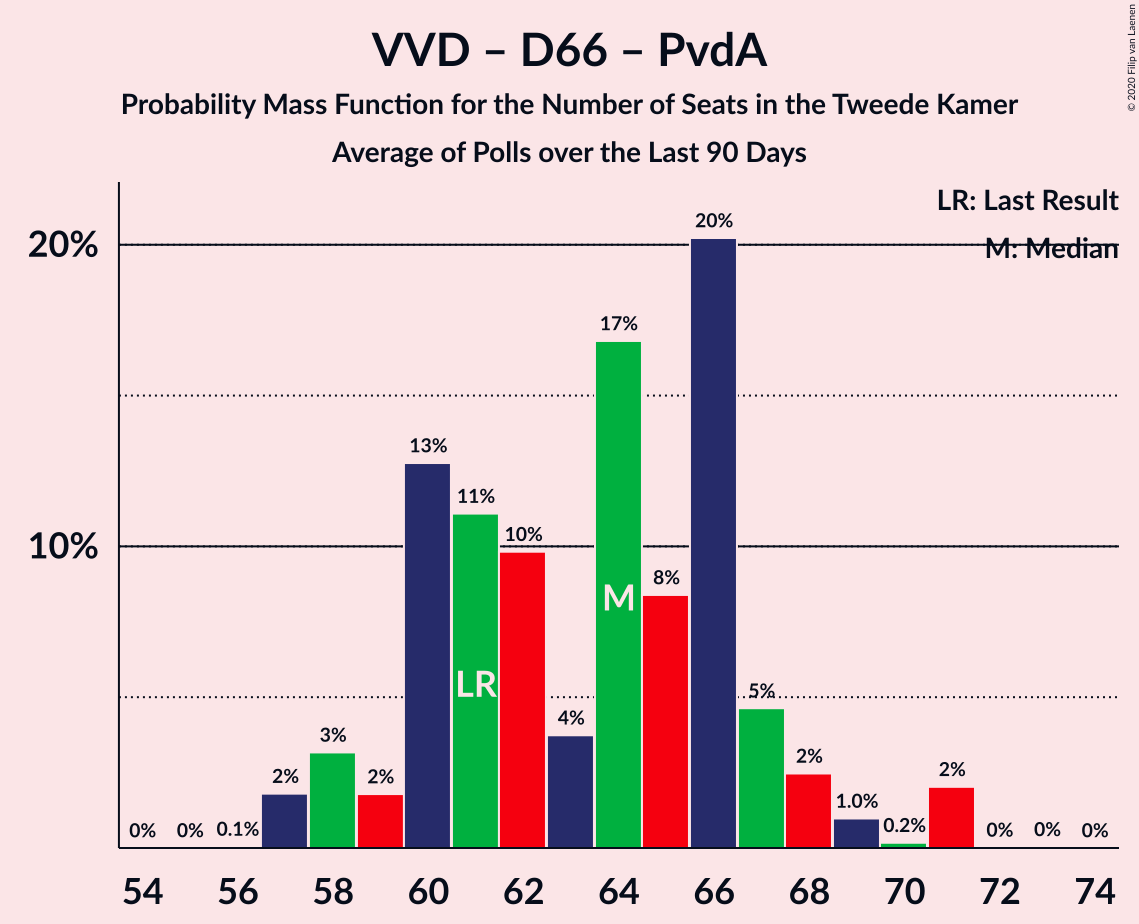 VVD – D66 – PvdA
Probability Mass Function for the Number of Seats in the Tweede Kamer
Average of Polls over the Last 90 Days
© 2020 Filip van Laenen
LR: Last Result
M: Median
20%
10%
0%
0%
0.1%
2%
3%
2%
13%
11%
10%
4%
17%
8%
20%
5%
2%
1.0%
0.2%
2%
0%
0%
0%
LR
M
54 56 58 60 62 64 66 68 70 72 74